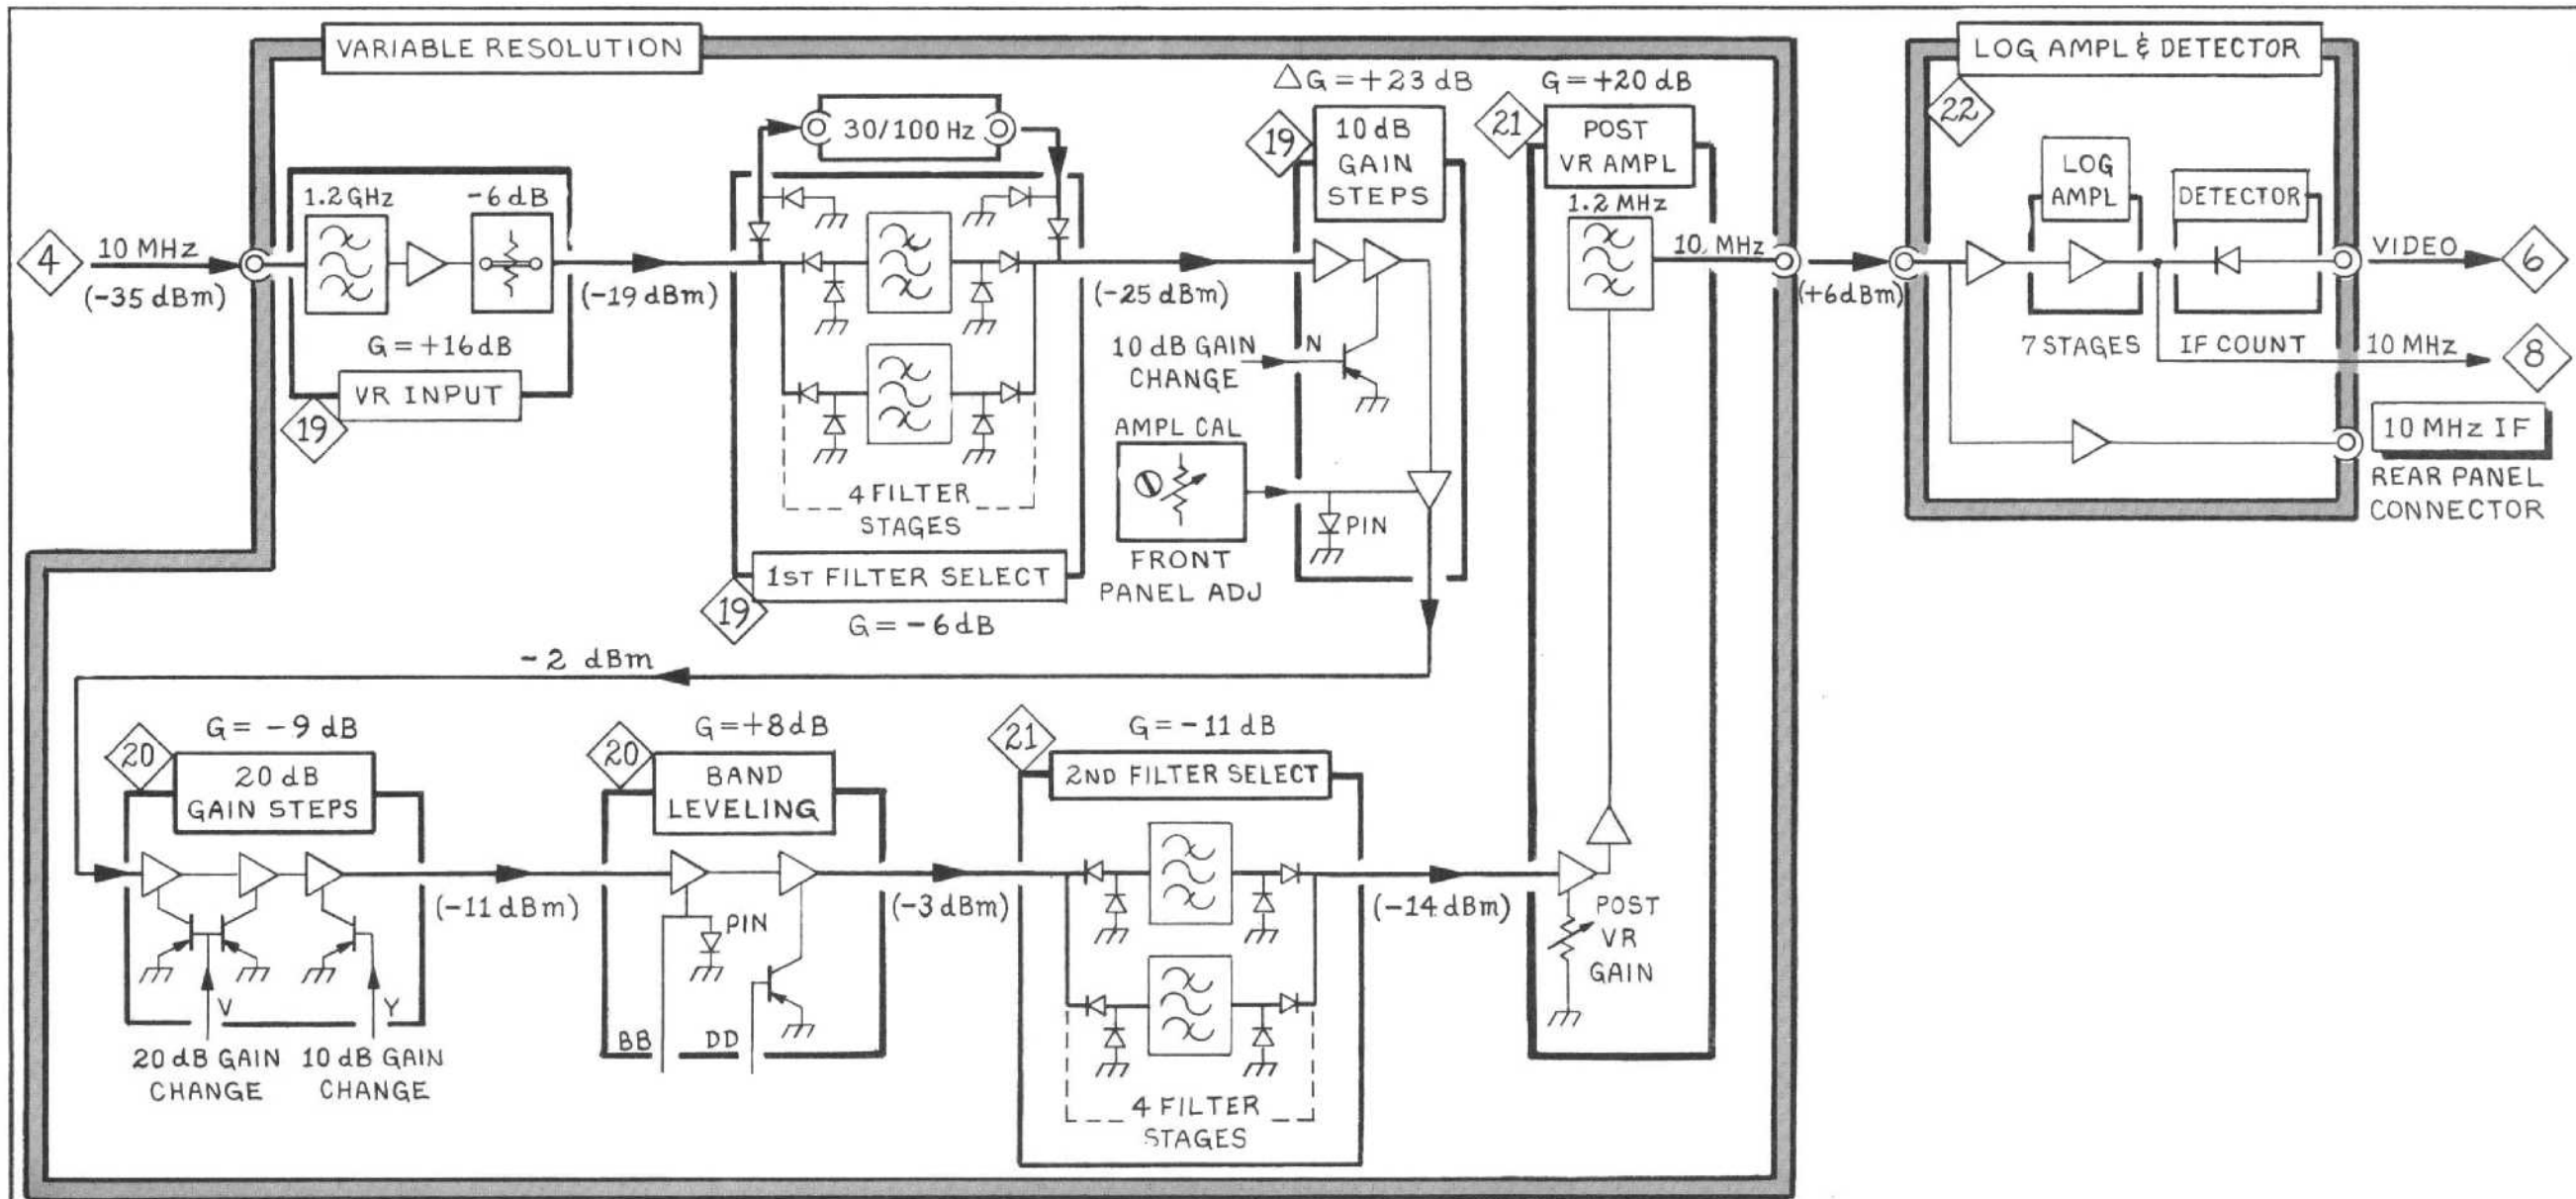 VARIABLE RESOLUTION
4
10 MHz
(-35 dBm)
1.2 GHz
-6 dB
G = +16 dB
VR INPUT
19
(-19 dBm)
30/100 Hz
4 FILTER
STAGES
1ST FILTER SELECT
19
G = -6 dB
(-25 dBm)
△G = +23 dB
19
10 dB
GAIN
STEPS
10 dB GAIN
CHANGE
N
AMPL CAL
FRONT
PANEL ADJ
PIN
G = +20 dB
21
POST
VR AMPL
1.2 MHz
10, MHz
(+6 dBm)
LOG AMPL & DETECTOR
22
LOG
AMPL
DETECTOR
7 STAGES
IF COUNT
VIDEO
6
10 MHz
8
10 MHz IF
REAR PANEL
CONNECTOR
-2 dBm
G = -9 dB
20
20 dB
GAIN STEPS
V
Y
20 dB GAIN
CHANGE
10 dB GAIN
CHANGE
(-11 dBm)
G = +8 dB
20
BAND
LEVELING
PIN
BB
DD
(-3 dBm)
G = -11 dB
21
2ND FILTER SELECT
4 FILTER
STAGES
(-14 dBm)
POST
VR
GAIN